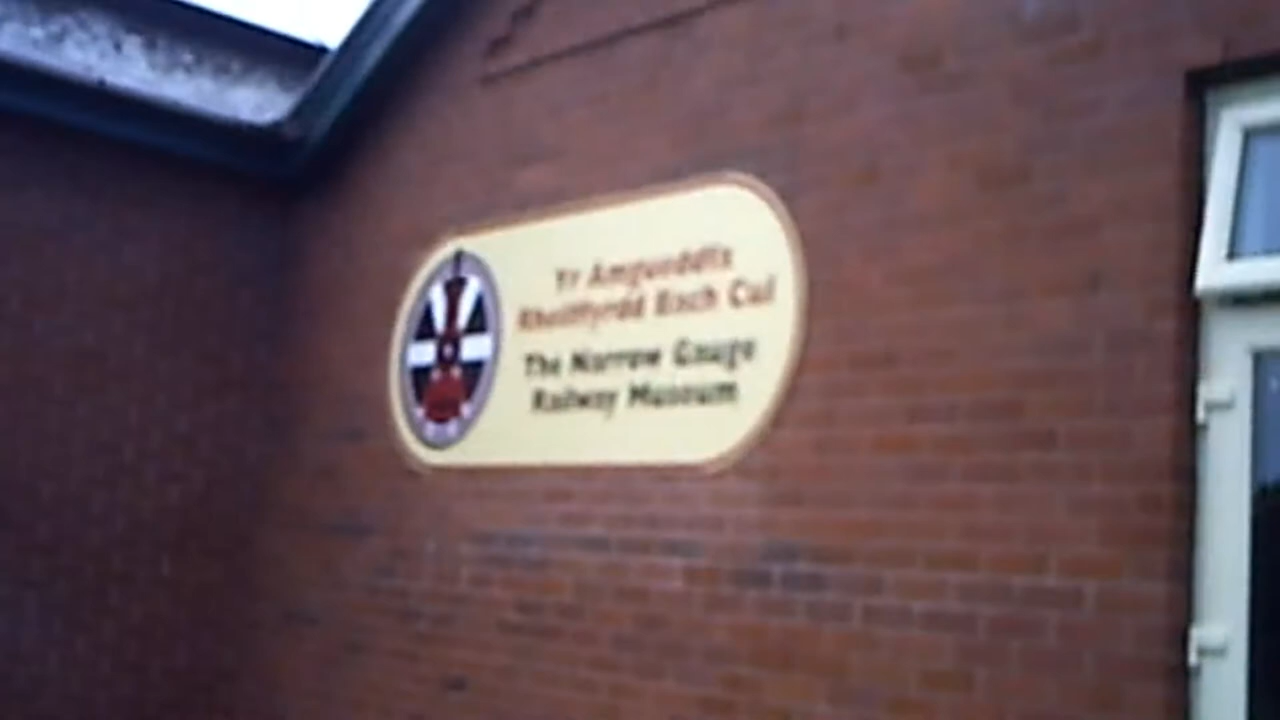 Yr Amgueddfa
Rheilffyrdd Bach Cul
The Narrow Gauge
Railway Museum